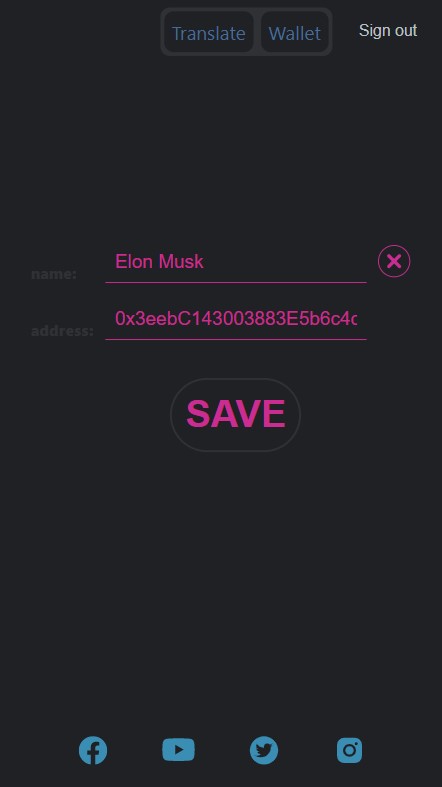 Translate Wallet Sign out
name: Elon Musk
address: 0x3eebC143003883E5b6c4c
SAVE